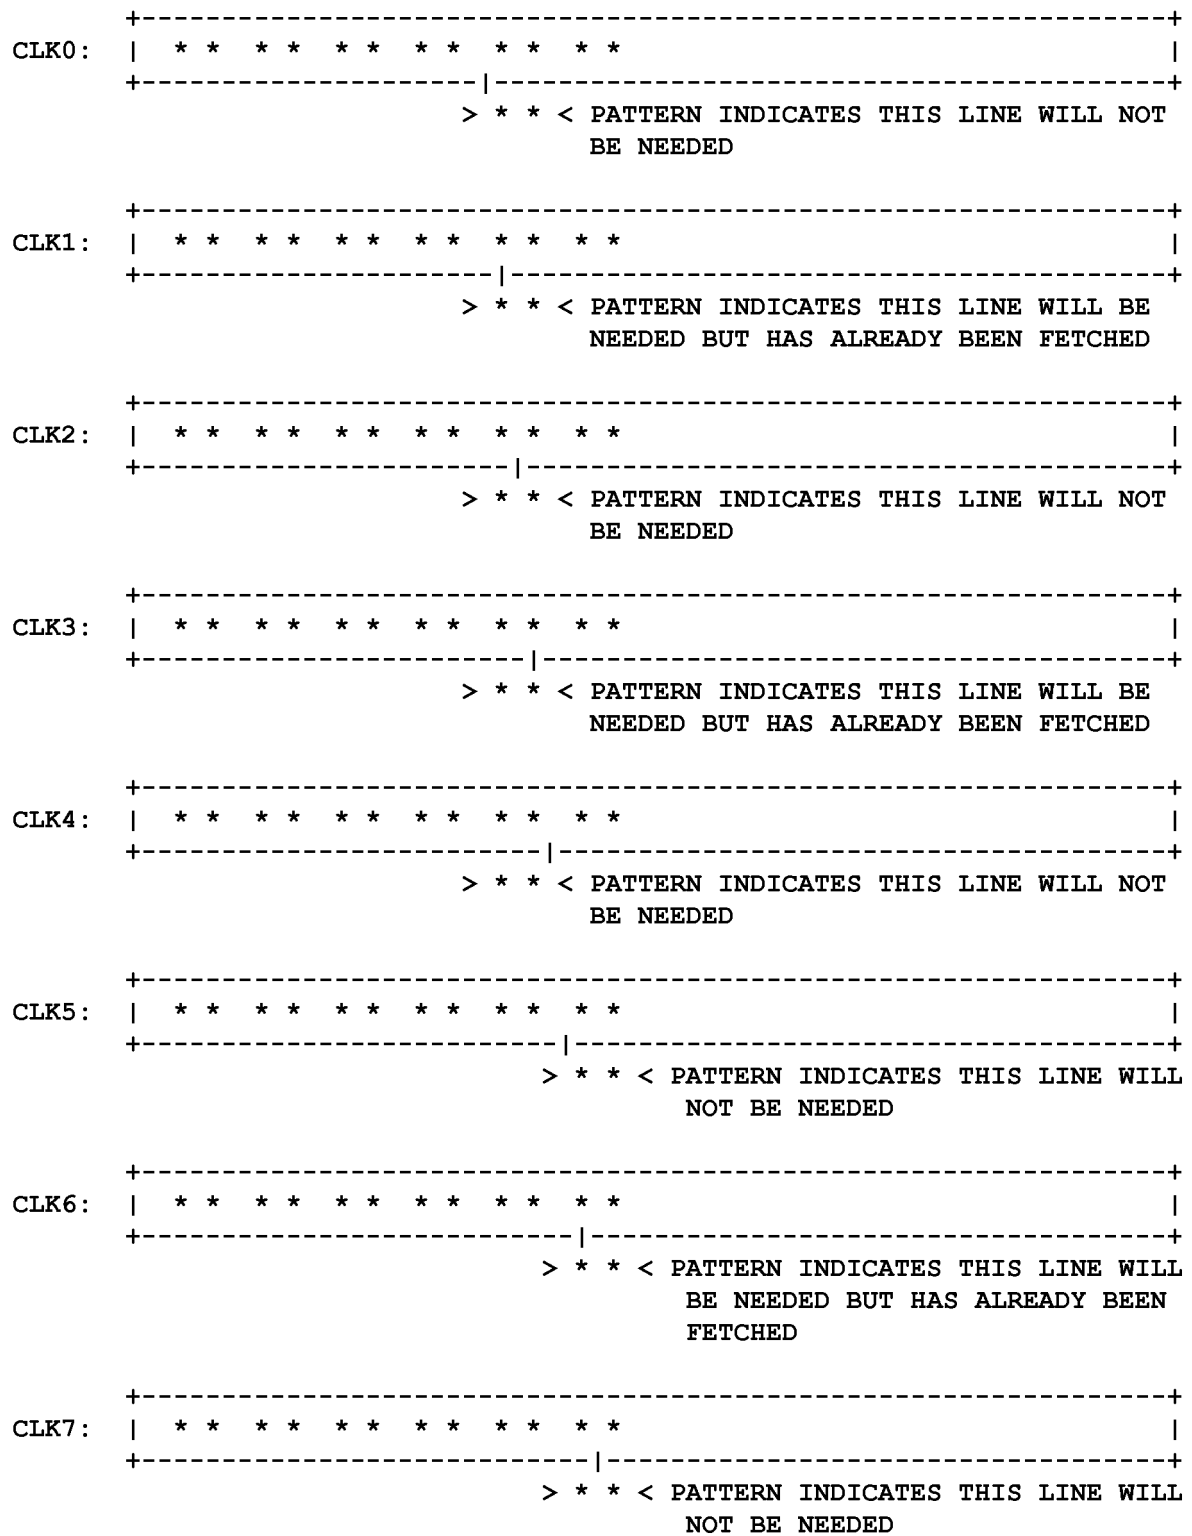 +----------------------------------------------------------------+
CLK0: | * *  * *  * *  * *  * *  * * |
+---------------------|------------------------------------------+
> * * < PATTERN INDICATES THIS LINE WILL NOT
BE NEEDED
+----------------------------------------------------------------+
CLK1: | * *  * *  * *  * *  * *  * * |
+----------------------|-----------------------------------------+
> * * < PATTERN INDICATES THIS LINE WILL BE
NEEDED BUT HAS ALREADY BEEN FETCHED
+----------------------------------------------------------------+
CLK2: | * *  * *  * *  * *  * *  * * |
+-----------------------|----------------------------------------+
> * * < PATTERN INDICATES THIS LINE WILL NOT
BE NEEDED
+----------------------------------------------------------------+
CLK3: | * *  * *  * *  * *  * *  * * |
+------------------------|---------------------------------------+
> * * < PATTERN INDICATES THIS LINE WILL BE
NEEDED BUT HAS ALREADY BEEN FETCHED
+----------------------------------------------------------------+
CLK4: | * *  * *  * *  * *  * *  * * |
+-------------------------|--------------------------------------+
> * * < PATTERN INDICATES THIS LINE WILL NOT
BE NEEDED
+----------------------------------------------------------------+
CLK5: | * *  * *  * *  * *  * *  * * |
+--------------------------|-------------------------------------+
> * * < PATTERN INDICATES THIS LINE WILL
NOT BE NEEDED
+----------------------------------------------------------------+
CLK6: | * *  * *  * *  * *  * *  * * |
+---------------------------|------------------------------------+
> * * < PATTERN INDICATES THIS LINE WILL
BE NEEDED BUT HAS ALREADY BEEN
FETCHED
+----------------------------------------------------------------+
CLK7: | * *  * *  * *  * *  * *  * * |
+----------------------------|-----------------------------------+
> * * < PATTERN INDICATES THIS LINE WILL
NOT BE NEEDED